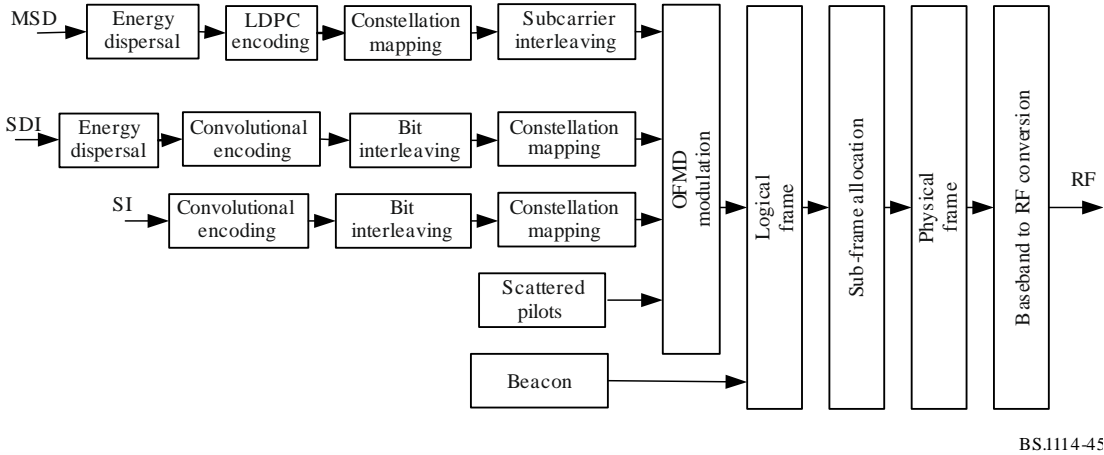 MSD
Energy
dispersal
LDPC
encoding
Constellation
mapping
Subcarrier
interleaving
SDI
Energy
dispersal
Convolutional
encoding
Bit
interleaving
Constellation
mapping
SI
Convolutional
encoding
Bit
interleaving
Constellation
mapping
Scattered
pilots
Beacon
OFMD
modulation
Logical
frame
Sub-frame allocation
Physical
frame
Baseband to RF conversion
RF
BS.1114-45